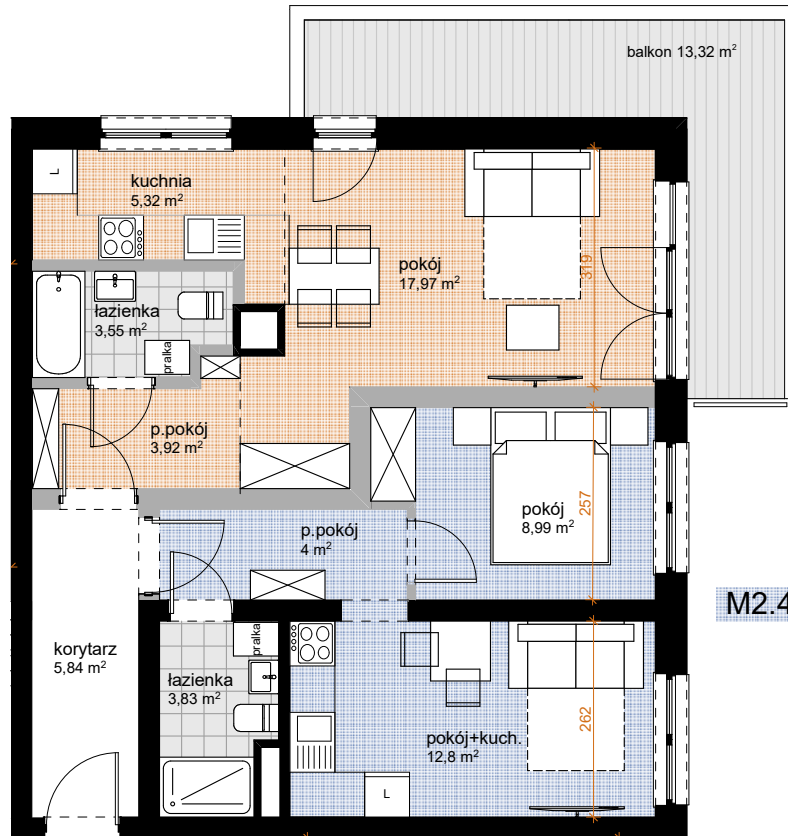 balkon 13,32 m²
L
kuchnia
5,32 m²
pokój
17,97 m²
319
łazienka
3,55 m²
pralka
p.pokój
3,92 m²
pokój
8,99 m²
257
p.pokój
4 m²
M2.4
korytarz
5,84 m²
pralka
łazienka
3,83 m²
pokój+kuch.
12,8 m²
262
L